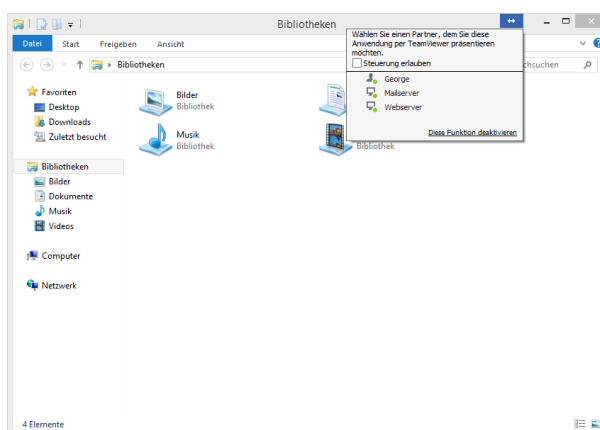 Bibliotheken
Datei Start Freigeben Ansicht
Bibliotheken
chsuchen
Wählen Sie einen Partner, dem Sie diese
Anwendung per TeamViewer präsentieren
möchten.
Steuerung erlauben
George
Mailserver
Webserver
Diese Funktion deaktivieren
Favoriten
Desktop
Downloads
Zuletzt besucht
Bibliotheken
Bilder
Dokumente
Musik
Videos
Computer
Netzwerk
Bilder
Bibliothek
Musik
Bibliothek
Bibliothek
4 Elemente